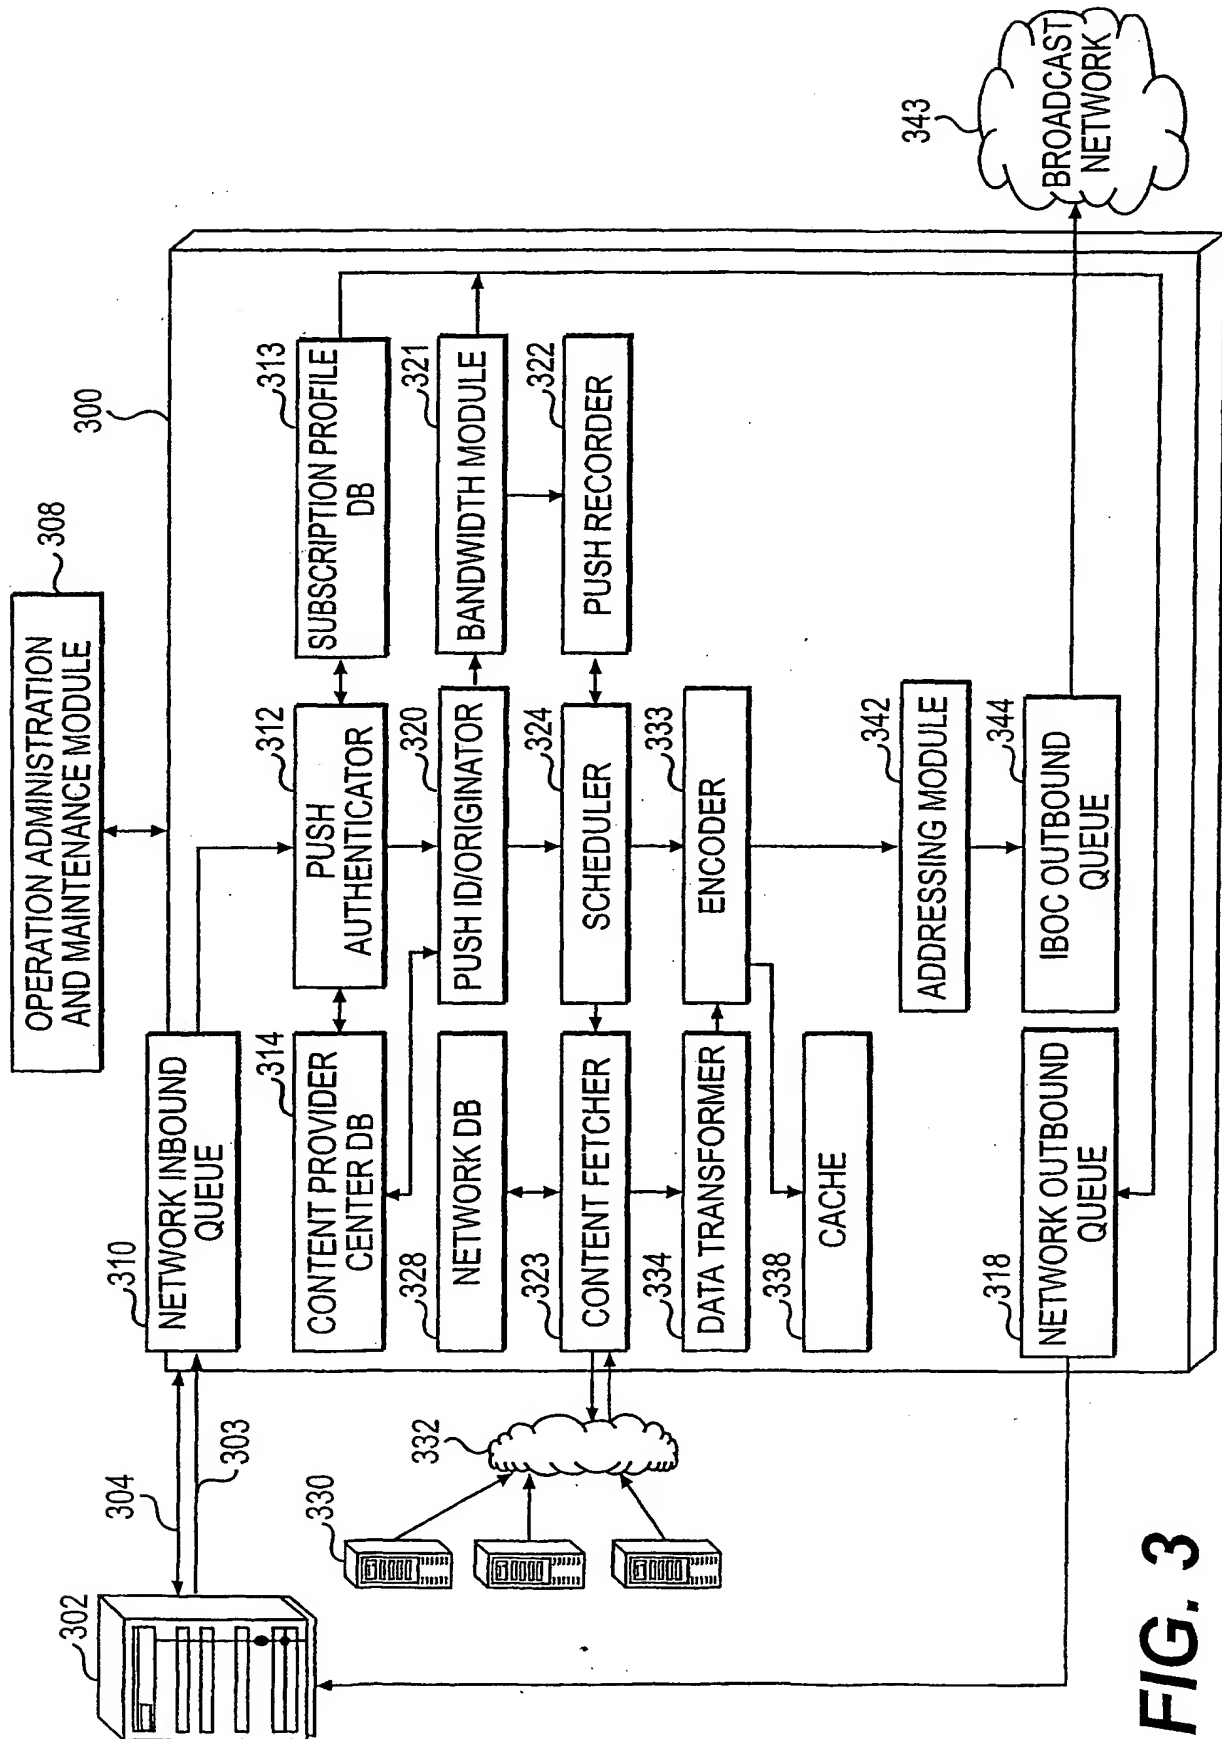 OPERATION ADMINISTRATION
AND MAINTENANCE MODULE
308
300
302
304
303
310
NETWORK INBOUND
QUEUE
314
CONTENT PROVIDER
CENTER DB
312
PUSH
AUTHENTICATOR
313
SUBSCRIPTION PROFILE
DB
328
NETWORK DB
320
PUSH ID/ORIGINATOR
321
BANDWIDTH MODULE
330
332
323
CONTENT FETCHER
324
SCHEDULER
322
PUSH RECORDER
334
DATA TRANSFORMER
333
ENCODER
338
CACHE
342
ADDRESSING MODULE
318
NETWORK OUTBOUND
QUEUE
344
IBOC OUTBOUND
QUEUE
343
BROADCAST
NETWORK
FIG. 3